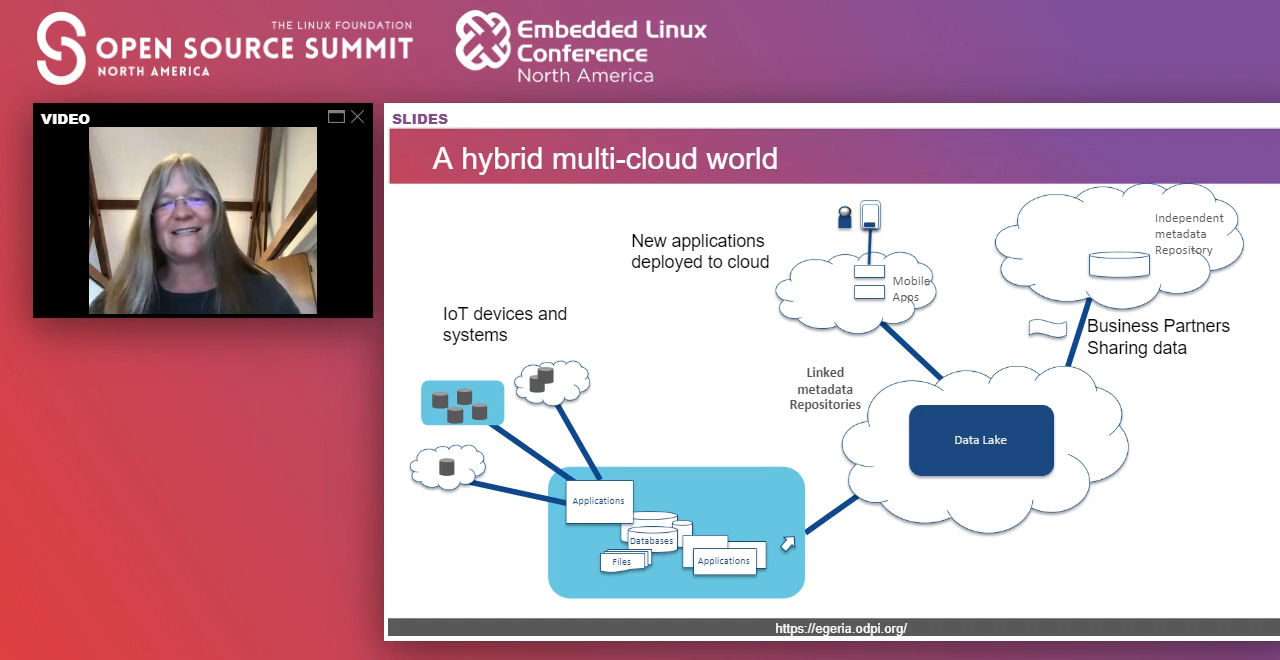 THE LINUX FOUNDATION
OPEN SOURCE SUMMIT
NORTH AMERICA
Embedded Linux
Conference
North America
VIDEO
SLIDES
A hybrid multi-cloud world
New applications
deployed to cloud
Mobile
Apps
Independent
metadata
Repository
IoT devices and
systems
Business Partners
Sharing data
Linked
metadata
Repositories
Data Lake
Applications
Databases
Files
Applications
https://egeria.odpi.org/